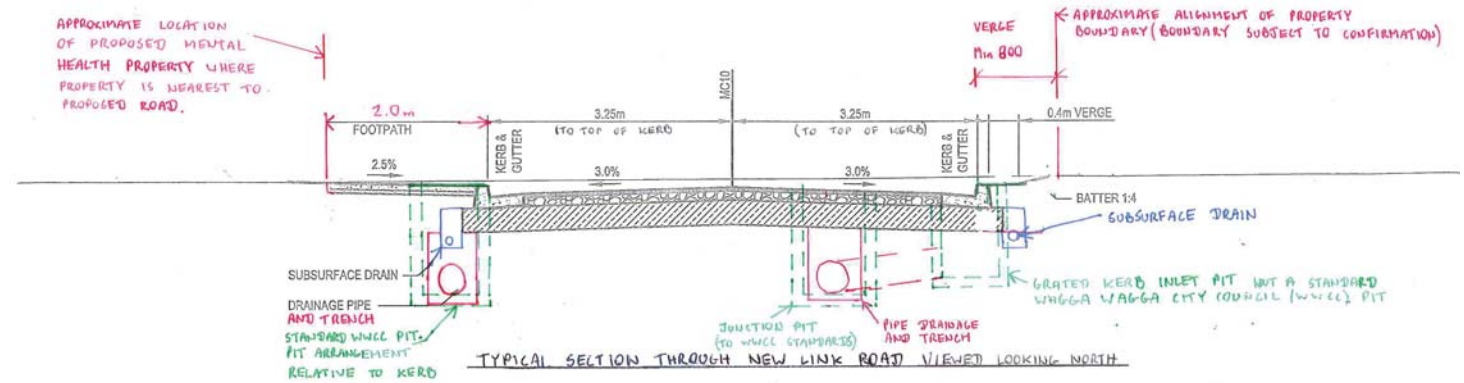 APPROXIMATE LOCATION
OF PROPOSED MENTAL
HEALTH PROPERTY WHERE
PROPERTY IS NEAREST TO
PROPOSED ROAD.
2.0m
FOOTPATH
2.5%
KERB &
GUTTER
3.25m
(TO TOP OF KERB
3.0%
MC10
3.25m
(TO TOP OF KERB)
3.0%
KERB &
GUTTER
VERGE
Min 800
APPROXIMATE ALIGNMENT OF PROPERTY
BOUNDARY (BOUNDARY SUBJECT TO CONFIRMATION)
0.4m VERGE
BATTER 1:4
SUBSURFACE DRAIN
GRATED KERB INLET PIT NOT A STANDARD
WAGGA WAGGA CITY COUNCIL (WWCC) PIT
SUBSURFACE DRAIN
DRAINAGE PIPE
AND TRENCH
STANDARD WWCC PIT.
PIT ARRANGEMENT
RELATIVE TO KERB
JUNCTION PIT
(TO WWCC STANDARDS)
PIPE DRAINAGE
AND TRENCH
TYPICAL SECTION THROUGH NEW LINK ROAD VIEWED LOOKING NORTH